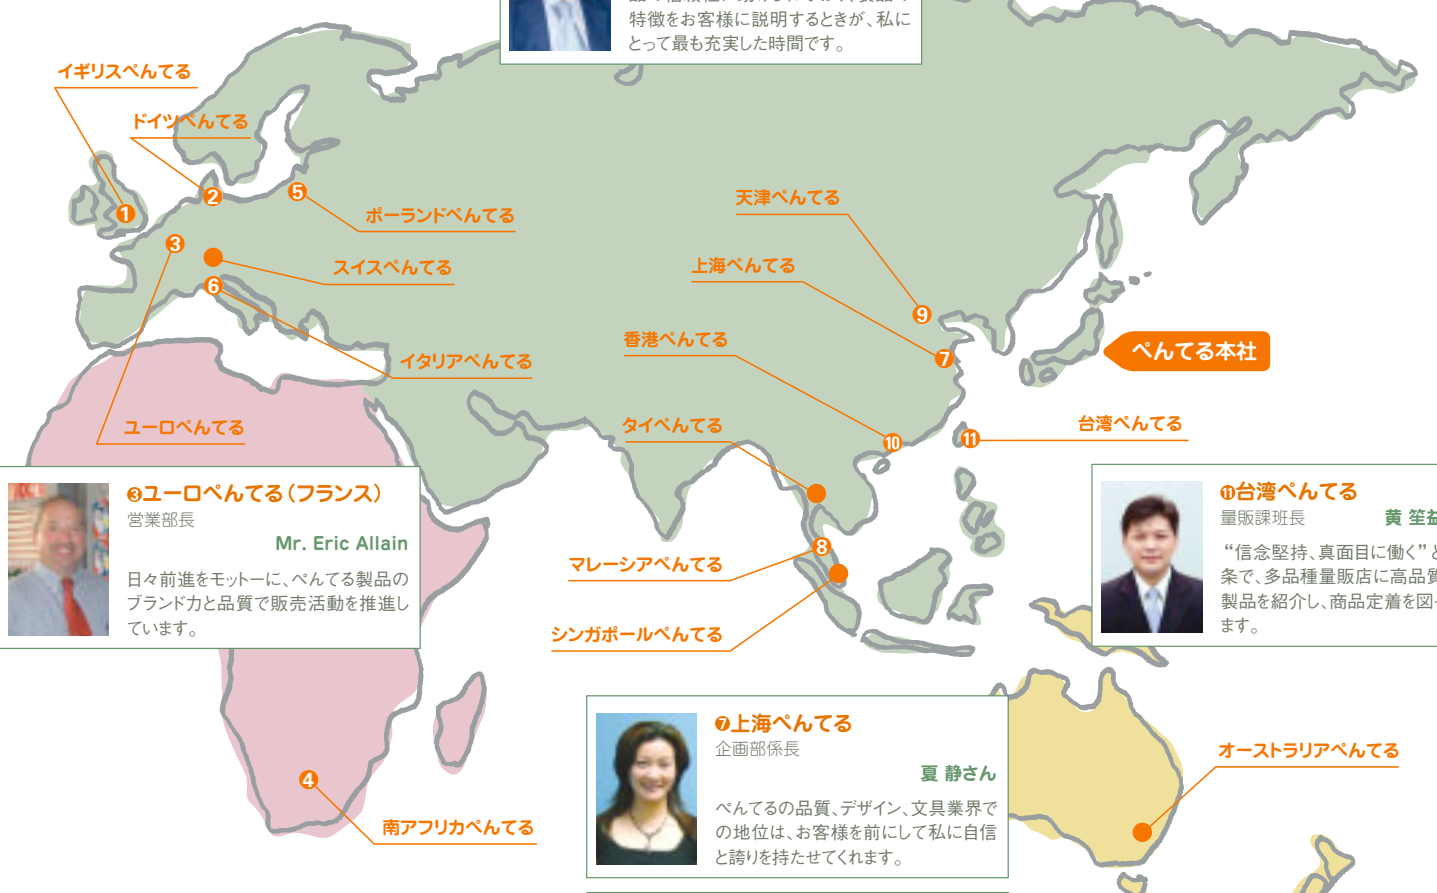 特徴をお客様に説明するときが、私に
とって最も充実した時間です。
イギリスぺんてる
ドイツぺんてる
❶
❷
❺
ポーランドぺんてる
❸
スイスぺんてる
❻
イタリアぺんてる
ユーロぺんてる
天津ぺんてる
上海ぺんてる
❾
香港ぺんてる
❼
ぺんてる本社
タイぺんてる
❿
⓫
台湾ぺんてる
❽
マレーシアぺんてる
シンガポールぺんてる
❸ユーロぺんてる（フランス）
営業部長
Mr. Eric Allain
日々前進をモットーに、ぺんてる製品の
ブランド力と品質で販売活動を推進し
ています。
⓫台湾ぺんてる
量販課班長
黄 笙益
“信念堅持、真面目に働く”と
条で、多品種量販店に高品質
製品を紹介し、商品定着を図
ます。
❼上海ぺんてる
企画部係長
夏 静さん
ぺんてるの品質、デザイン、文具業界で
の地位は、お客様を前にして私に自信
と誇りを持たせてくれます。
❹
南アフリカぺんてる
オーストラリアぺんてる